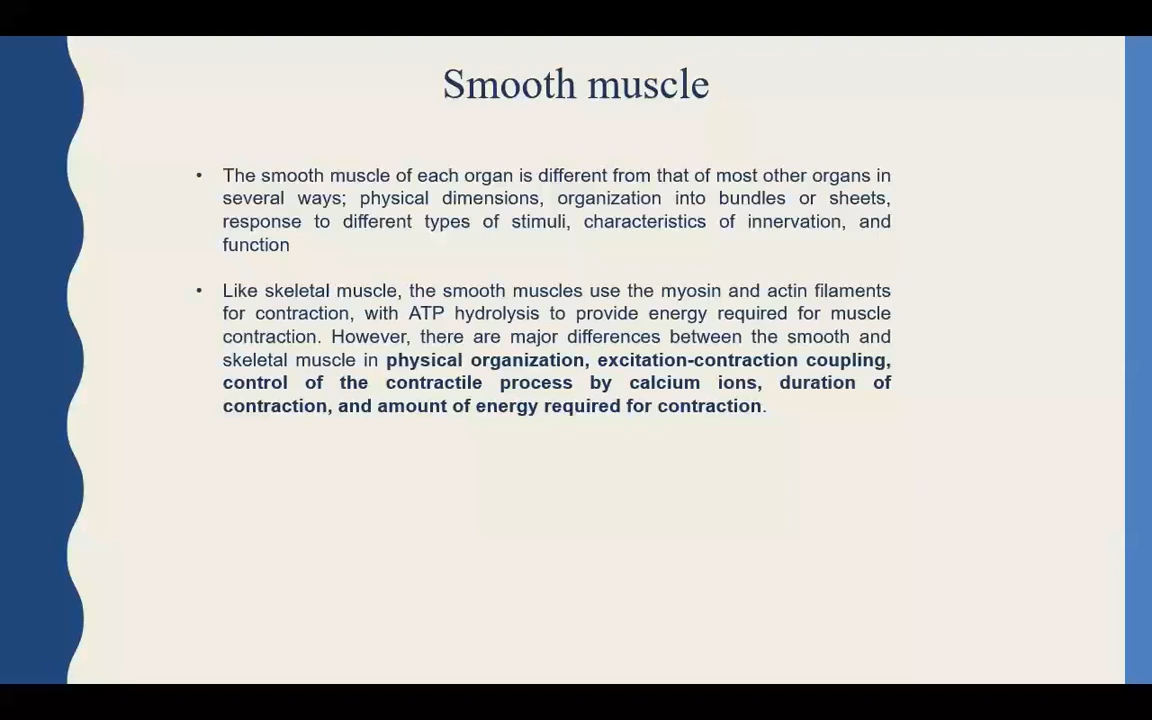 Smooth muscle
• The smooth muscle of each organ is different from that of most other organs in
several ways; physical dimensions, organization into bundles or sheets,
response to different types of stimuli, characteristics of innervation, and
function
• Like skeletal muscle, the smooth muscles use the myosin and actin filaments
for contraction, with ATP hydrolysis to provide energy required for muscle
contraction. However, there are major differences between the smooth and
skeletal muscle in physical organization, excitation-contraction coupling,
control of the contractile process by calcium ions, duration of
contraction, and amount of energy required for contraction.